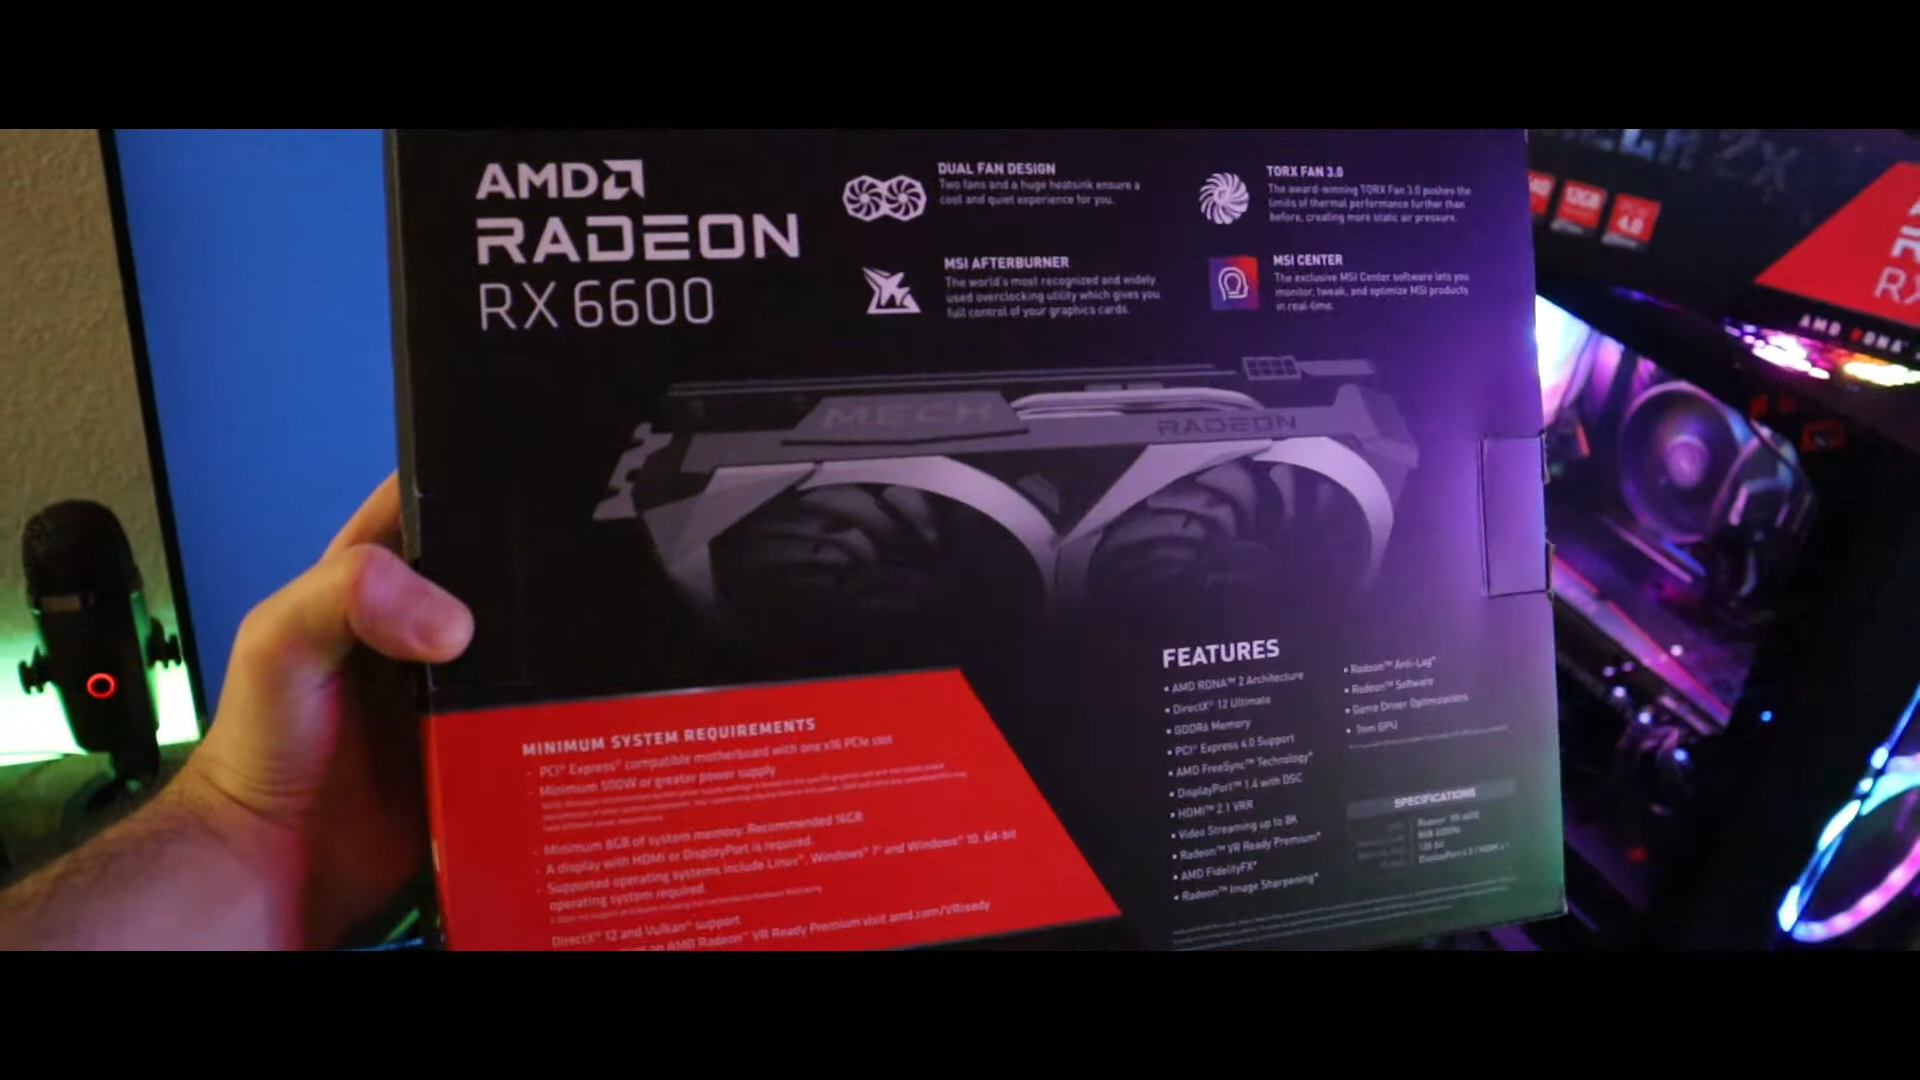 AMD
RADEON
RX 6600
DUAL FAN DESIGN
Two fans and a huge heatsink ensure a
cool and quiet experience for you.
TORX FAN 3.0
The award-winning TORX Fan 3.0 pushes the
limits of thermal performance further than
before, creating more static air pressure.
MSI AFTERBURNER
The world's most recognized and widely
used overclocking utility which gives you
full control of your graphics cards.
MSI CENTER
The exclusive MSI Center software lets you
monitor, tweak, and optimize MSI products
in real-time.
MECH
RADEON
MINIMUM SYSTEM REQUIREMENTS
- PCI® Express® compatible motherboard with one x16 PCIe slot
- Minimum 500W or greater power supply
- Minimum 8GB of system memory. Recommended 16GB
- A display with HDMI or DisplayPort is required.
- Supported operating systems include Linux®, Windows® 7® and Windows® 10. 64-bit
operating system required.
DirectX® 12 and Vulkan® support
AMD Radeon™ VR Ready Premium visit amd.com/VRready
FEATURES
• AMD RDNA™ 2 Architecture
• DirectX® 12 Ultimate
• GDDR6 Memory
• PCI® Express 4.0 Support
• AMD FreeSync™ Technology*
• DisplayPort™ 1.4 with DSC
• HDMI™ 2.1 VRR
• Video Streaming up to 8K
• Radeon™ VR Ready Premium*
• AMD FidelityFX*
• Radeon™ Image Sharpening*
• Radeon™ Anti-Lag*
• Radeon™ Software
• Game Driver Optimizations
• 7nm GPU
SPECIFICATIONS
2X
12GB
4.0
RX
AMD RDNA